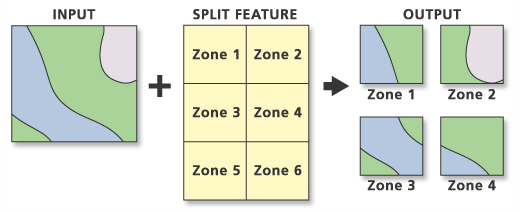 INPUT
SPLIT FEATURE
OUTPUT
Zone 1 Zone 2
Zone 3 Zone 4
Zone 5 Zone 6
Zone 1 Zone 2
Zone 3 Zone 4